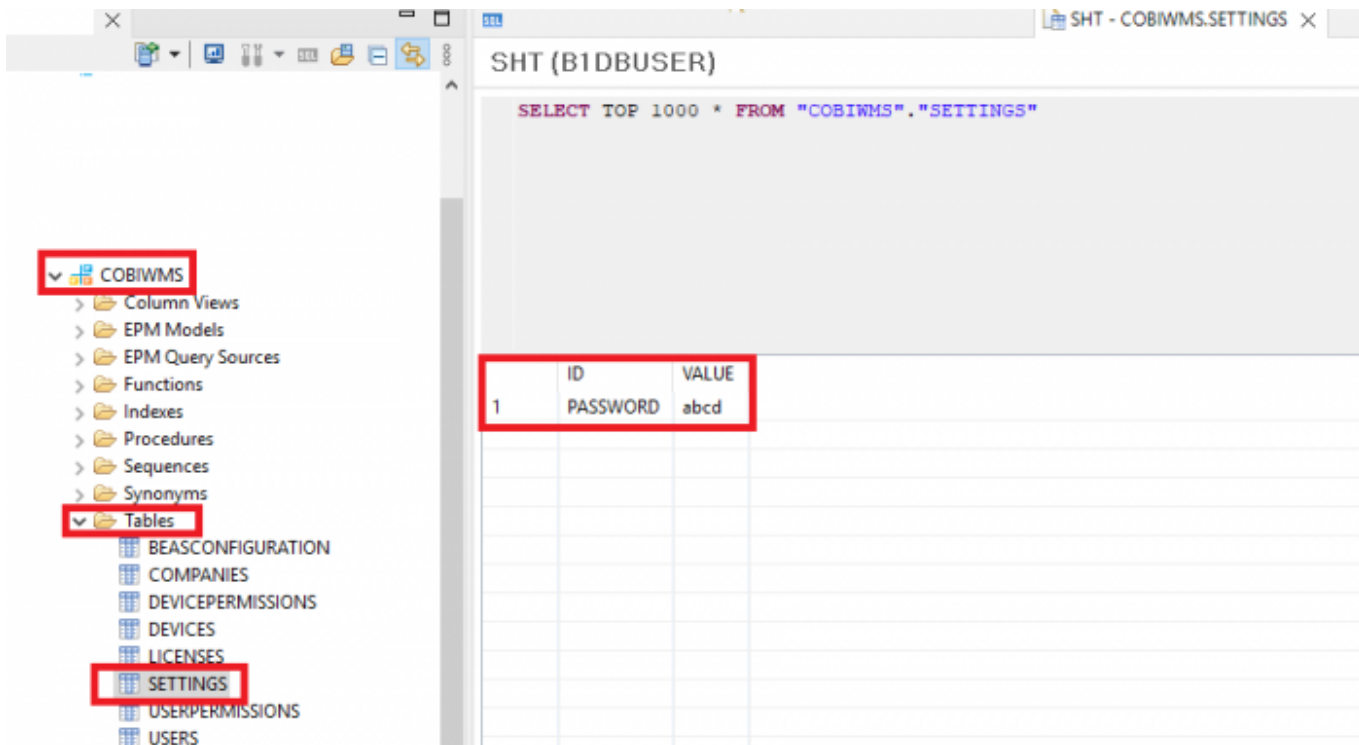 SHT - COBIWMS.SETTINGS
SHT (B1DBUSER)
SELECT TOP 1000 * FROM "COBIWMS"."SETTINGS"
COBIWMS
Column Views
EPM Models
EPM Query Sources
Functions
Indexes
Procedures
Sequences
Synonyms
Tables
BEASCONFIGURATION
COMPANIES
DEVICEPERMISSIONS
DEVICES
LICENSES
SETTINGS
USERPERMISSIONS
USERS
ID VALUE
1 PASSWORD abcd